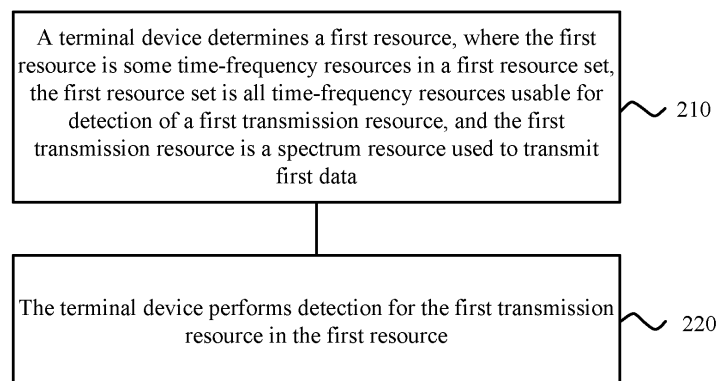 A terminal device determines a first resource, where the first
resource is some time-frequency resources in a first resource set,
the first resource set is all time-frequency resources usable for
detection of a first transmission resource, and the first
transmission resource is a spectrum resource used to transmit
first data
210
The terminal device performs detection for the first transmission
resource in the first resource
220